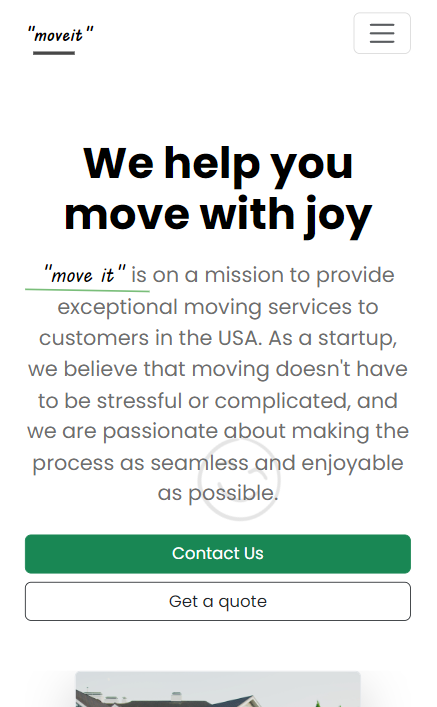 "moveit"
We help you
move with joy
"move it" is on a mission to provide
exceptional moving services to
customers in the USA. As a startup,
we believe that moving doesn't have
to be stressful or complicated, and
we are passionate about making the
process as seamless and enjoyable
as possible.
Contact Us
Get a quote